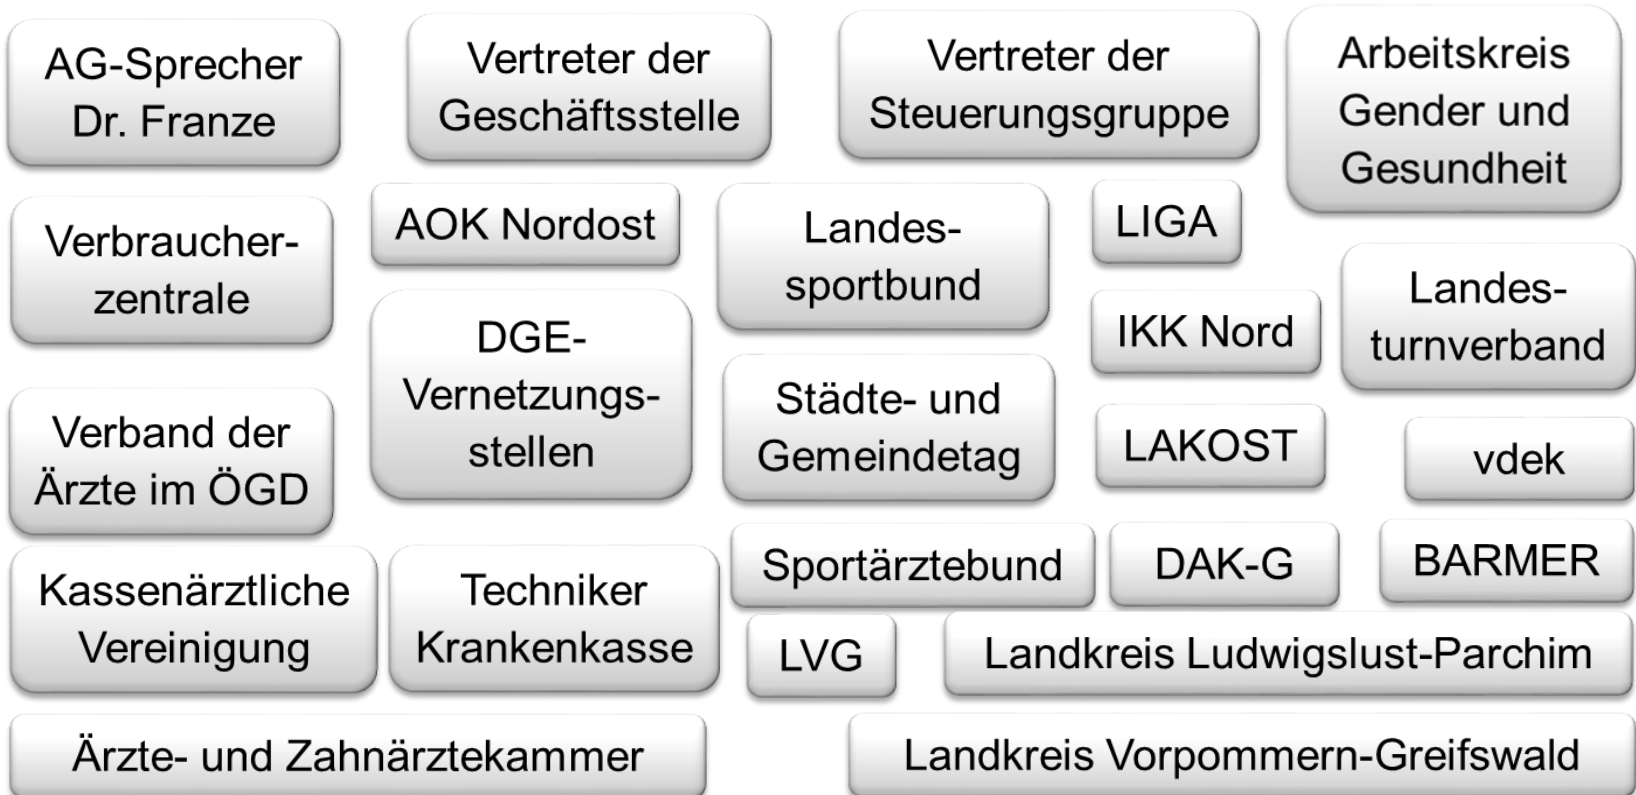 AG-Sprecher
Dr. Franze
Vertreter der
Geschäftsstelle
Vertreter der
Steuerungsgruppe
Arbeitskreis
Gender und
Gesundheit
Verbraucher-
zentrale
AOK Nordost
Landes-
sportbund
LIGA
Landes-
turnverband
DGE-
Vernetzungs-
stellen
IKK Nord
Verband der
Ärzte im ÖGD
Städte- und
Gemeindetag
LAKOST
vdek
Kassenärztliche
Vereinigung
Techniker
Krankenkasse
Sportärztebund
DAK-G
BARMER
LVG
Landkreis Ludwigslust-Parchim
Ärzte- und Zahnärztekammer
Landkreis Vorpommern-Greifswald